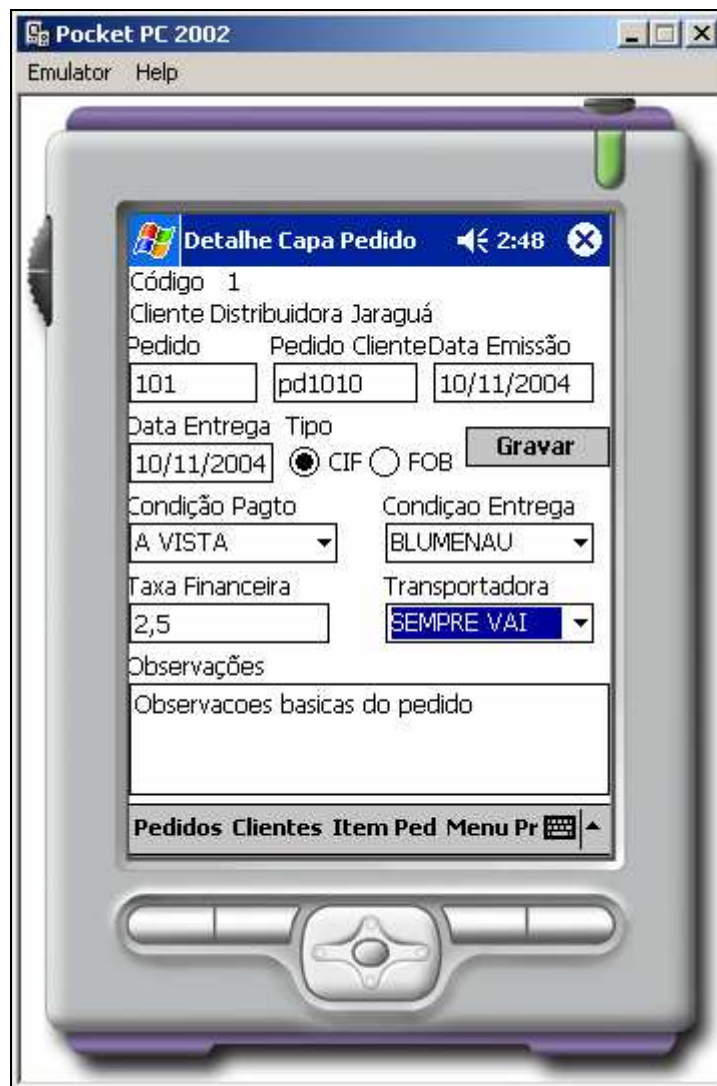 Pocket PC 2002
Emulator Help
Detalhe Capa Pedido 2:48
Código 1
Cliente Distribuidora Jaraguá
Pedido Pedido Cliente Data Emissão
101 pd1010 10/11/2004
Data Entrega Tipo
10/11/2004 CIF FOB Gravar
Condição Pagto Condiçao Entrega
A VISTA BLUMENAU
Taxa Financeira Transportadora
2,5 SEMPRE VAI
Observações
Observacoes basicas do pedido
Pedidos Clientes Item Ped Menu Pr